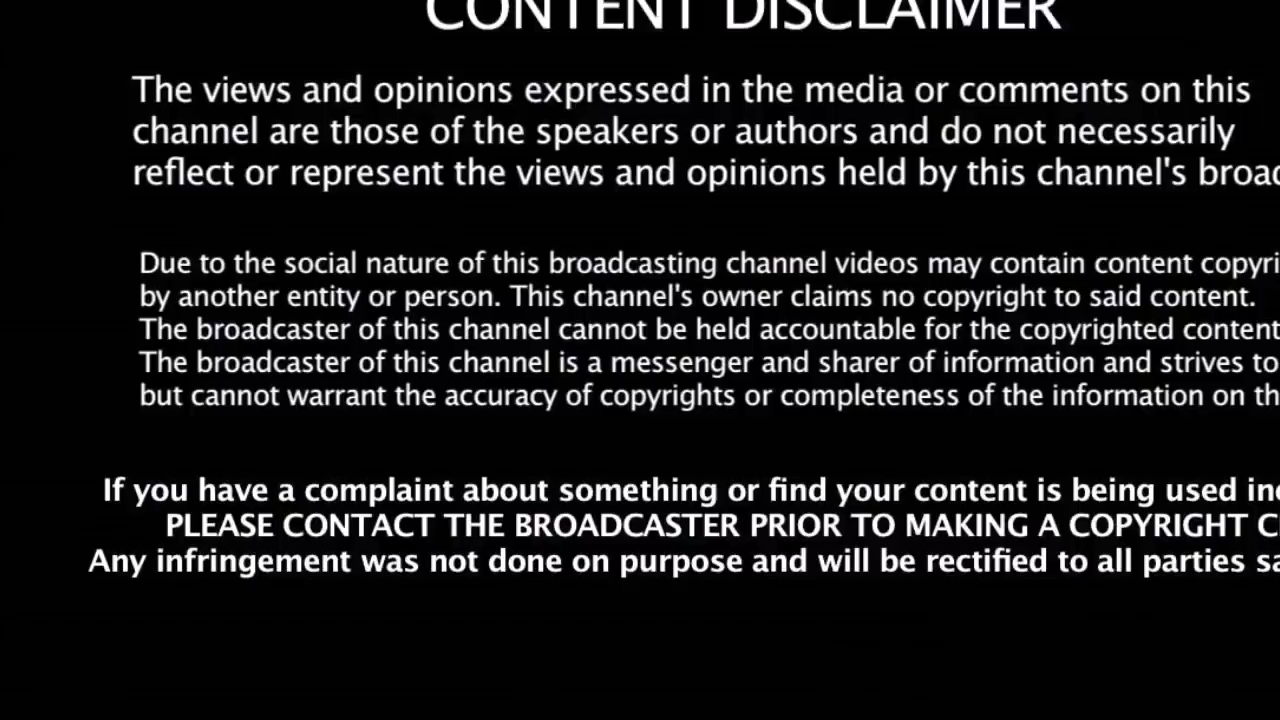 CONTENT DISCLAIMER
The views and opinions expressed in the media or comments on this
channel are those of the speakers or authors and do not necessarily
reflect or represent the views and opinions held by this channel's
Due to the social nature of this broadcasting channel videos may contain content
by another entity or person. This channel's owner claims no copyright to said content.
The broadcaster of this channel cannot be held accountable for the copyrighted content
The broadcaster of this channel is a messenger and sharer of information and strives to
but cannot warrant the accuracy of copyrights or completeness of the information on
If you have a complaint about something or find your content is being used
PLEASE CONTACT THE BROADCASTER PRIOR TO MAKING A COPYRIGHT
Any infringement was not done on purpose and will be rectified to all parties